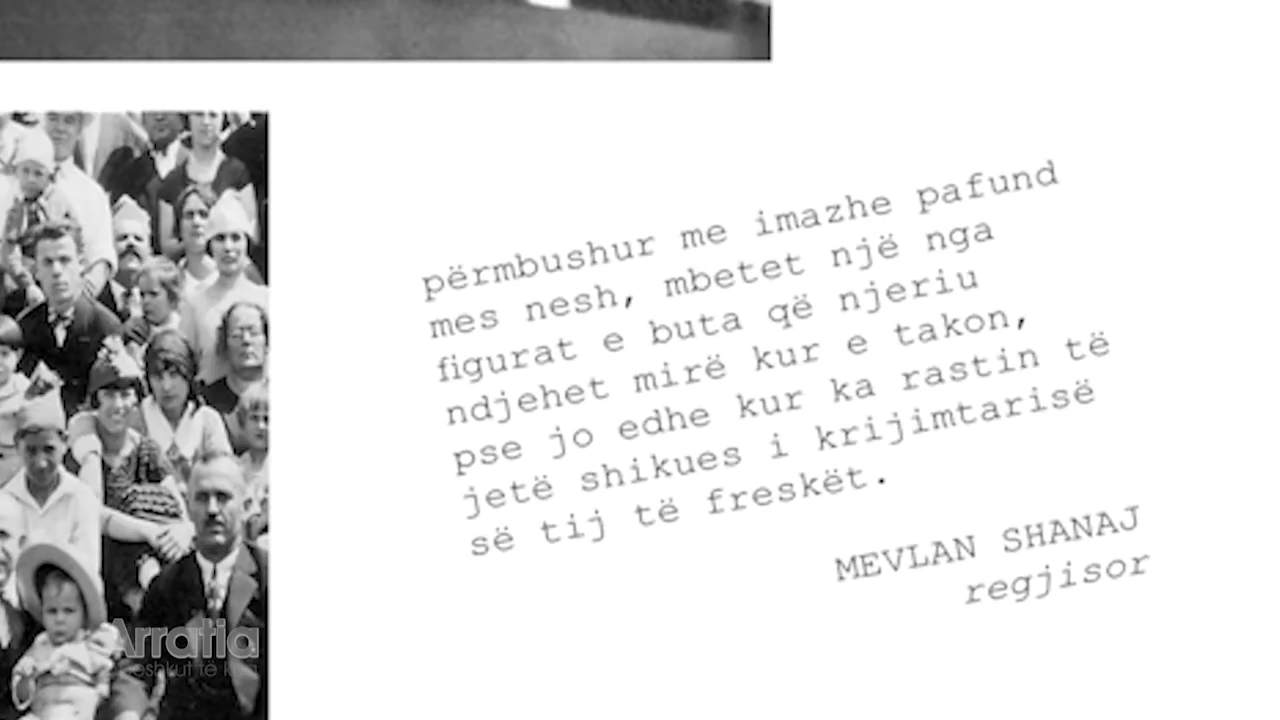 përmbushur me imazhe pafund
mes nesh, mbetet një nga
figurat e buta që njeriu
ndjehet mirë kur e takon,
pse jo edhe kur ka rastin të
jetë shikues i krijimtarisë
së tij të freskët.
MEVLAN SHANAJ
regjisor
Arratia